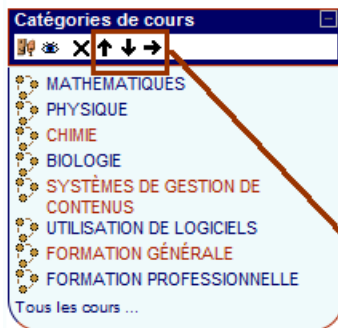 Catégories de cours
MATHEMATIQUES
PHYSIQUE
CHIMIE
BIOLOGIE
SYSTÈMES DE GESTION DE
CONTENUS
UTILISATION DE LOGICIELS
FORMATION GÉNÉRALE
FORMATION PROFESSIONNELLE
Tous les cours ...